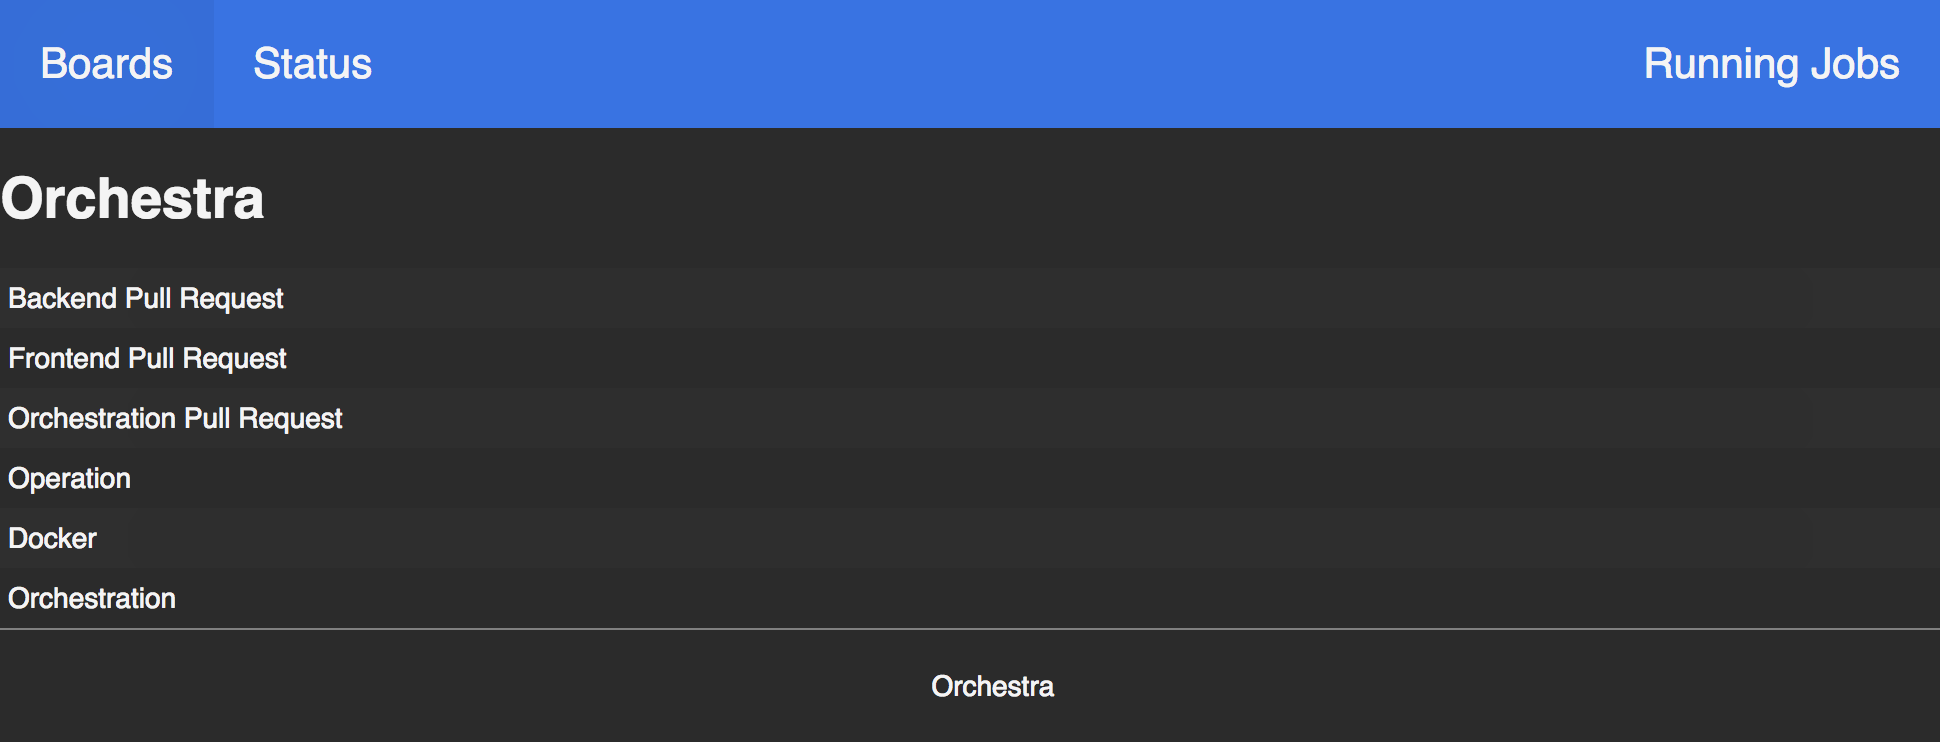 Boards Status Running Jobs
Orchestra
Backend Pull Request
Frontend Pull Request
Orchestration Pull Request
Operation
Docker
Orchestration
Orchestra